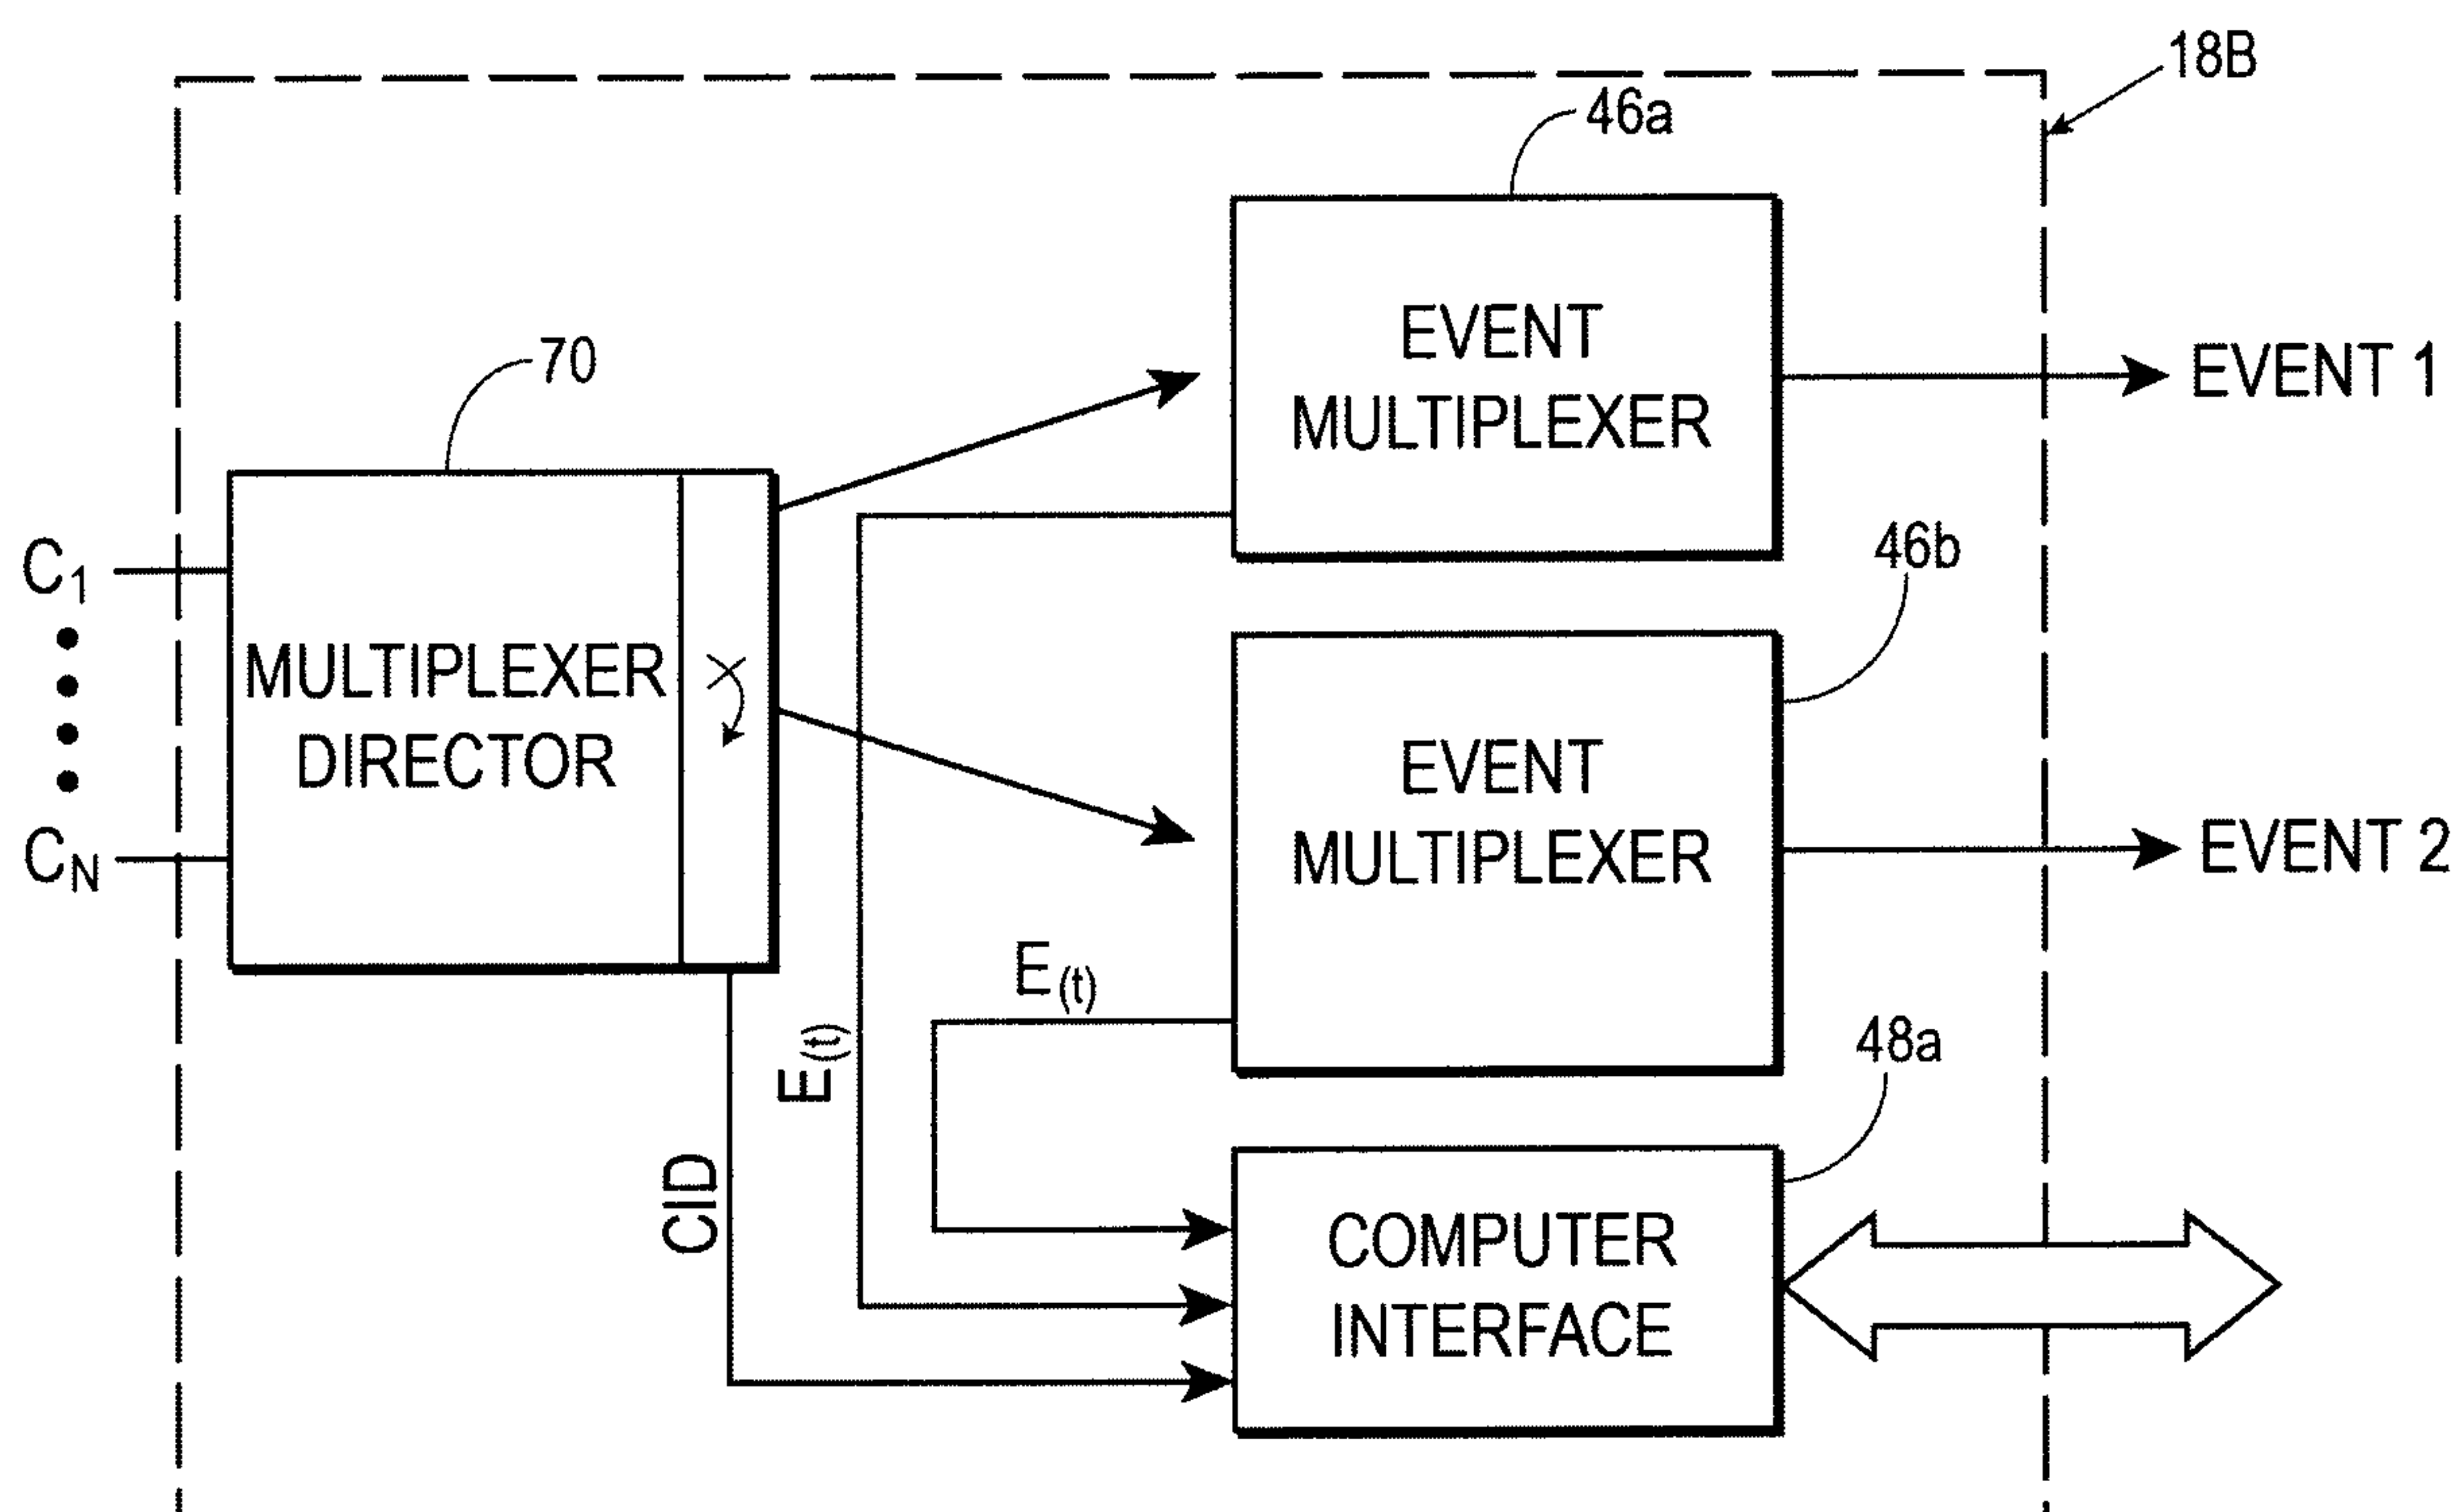 18B
46a
EVENT
MULTIPLEXER
EVENT 1
70
C1
MULTIPLEXER
DIRECTOR
CN
46b
EVENT
MULTIPLEXER
EVENT 2
E(t)
E(t)
CID
48a
COMPUTER
INTERFACE